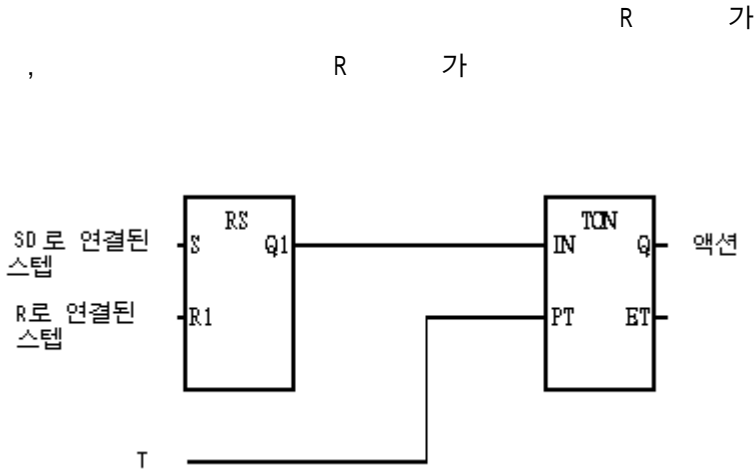 R 가
, R 가
RS
TON
SD로 연결된
스텝
S
Q1
IN
Q
액션
R로 연결된
스텝
R1
PT
ET
T